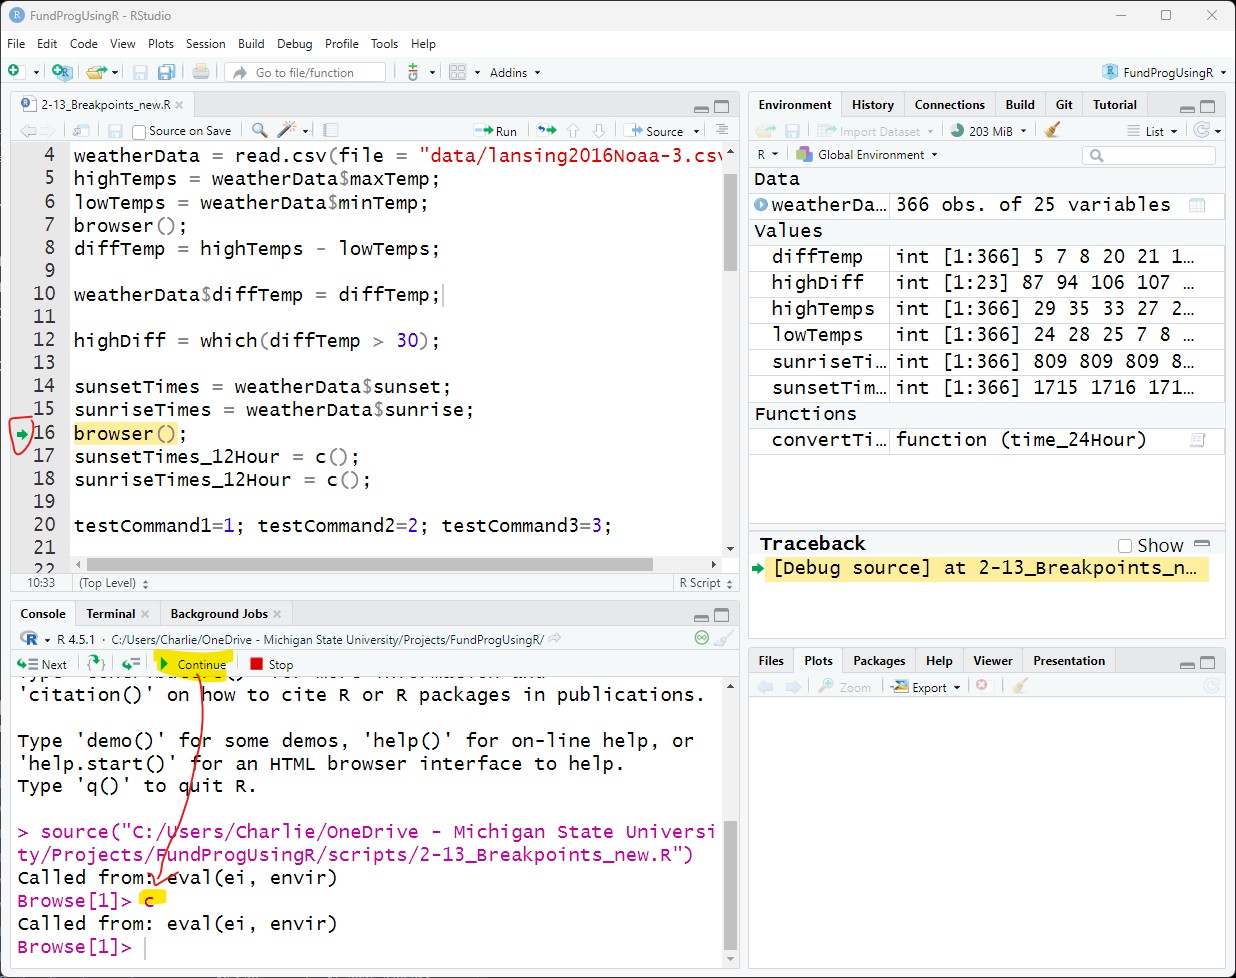 FundProgUsingR - RStudio
File Edit Code View Plots Session Build Debug Profile Tools Help
Go to file/function Addins FundProgUsingR
2-13_Breakpoints_new.R
Source on Save Run Source
4 weatherData = read.csv(file = "data/lansing2016Noaa-3.csv
5 highTemps = weatherData$maxTemp;
6 lowTemps = weatherData$minTemp;
7 browser();
8 diffTemp = highTemps - lowTemps;
9
10 weatherData$diffTemp = diffTemp;
11
12 highDiff = which(diffTemp > 30);
13
14 sunsetTimes = weatherData$sunset;
15 sunriseTimes = weatherData$sunrise;
16 browser();
17 sunsetTimes_12Hour = c();
18 sunriseTimes_12Hour = c();
19
20 testCommand1=1; testCommand2=2; testCommand3=3;
21
22
10:33 (Top Level) R Script
Console Terminal Background Jobs
R 4.5.1 · C:/Users/Charlie/OneDrive - Michigan State University/Projects/FundProgUsingR/
Next Continue Stop
'citation()' on how to cite R or R packages in publications.
Type 'demo()' for some demos, 'help()' for on-line help, or
'help.start()' for an HTML browser interface to help.
Type 'q()' to quit R.
> source("C:/Users/Charlie/OneDrive - Michigan State Universi
ty/Projects/FundProgUsingR/scripts/2-13_Breakpoints_new.R")
Called from: eval(ei, envir)
Browse[1]> c
Called from: eval(ei, envir)
Browse[1]>
Environment History Connections Build Git Tutorial
Import Dataset 203 MiB List
R Global Environment
Data
weatherDa… 366 obs. of 25 variables
Values
diffTemp int [1:366] 5 7 8 20 21 1…
highDiff int [1:23] 87 94 106 107 …
highTemps int [1:366] 29 35 33 27 2…
lowTemps int [1:366] 24 28 25 7 8 …
sunriseTi… int [1:366] 809 809 809 8…
sunsetTim… int [1:366] 1715 1716 171…
Functions
convertTi… function (time_24Hour)
Traceback Show
[Debug source] at 2-13_Breakpoints_n…
Files Plots Packages Help Viewer Presentation
Zoom Export